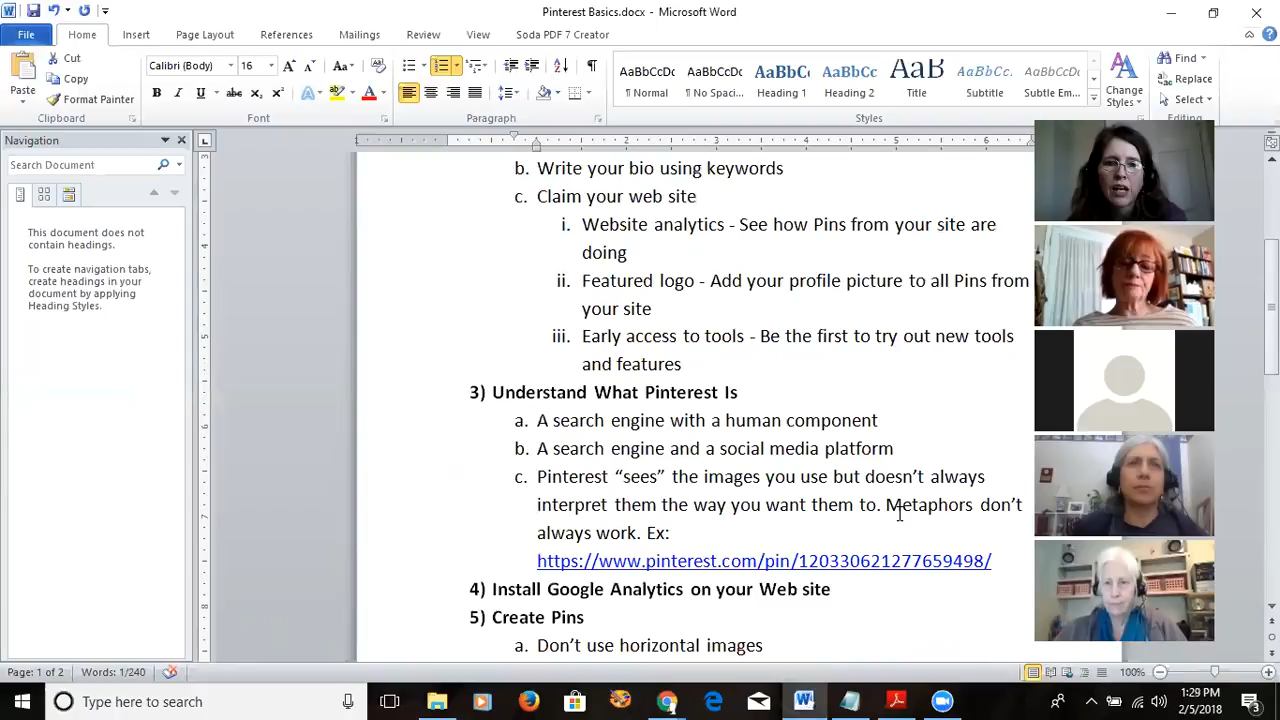 Pinterest Basics.docx - Microsoft Word
File Home Insert Page Layout References Mailings Review View Soda PDF 7 Creator
Paste
Cut
Copy
Format Painter
Clipboard
Calibri (Body) 16
Font
Paragraph
AaBbCcDc AaBbCcDc AaBbC AaBbCc AaB AaBbCcDc AaBbCcDc
¶ Normal ¶ No Spaci... Heading 1 Heading 2 Title Subtitle Subtle Em...
Styles
Change
Styles
Find
Replace
Select
Editing
Navigation
Search Document
This document does not
contain headings.
To create navigation tabs,
create headings in your
document by applying
Heading Styles.
b. Write your bio using keywords
c. Claim your web site
i. Website analytics - See how Pins from your site are
doing
ii. Featured logo - Add your profile picture to all Pins from
your site
iii. Early access to tools - Be the first to try out new tools
and features
3) Understand What Pinterest Is
a. A search engine with a human component
b. A search engine and a social media platform
c. Pinterest “sees” the images you use but doesn’t always
interpret them the way you want them to. Metaphors don’t
always work. Ex:
https://www.pinterest.com/pin/120330621277659498/
4) Install Google Analytics on your Web site
5) Create Pins
a. Don’t use horizontal images
Page: 1 of 2 Words: 1/240
100%
Type here to search
1:29 PM
2/5/2018